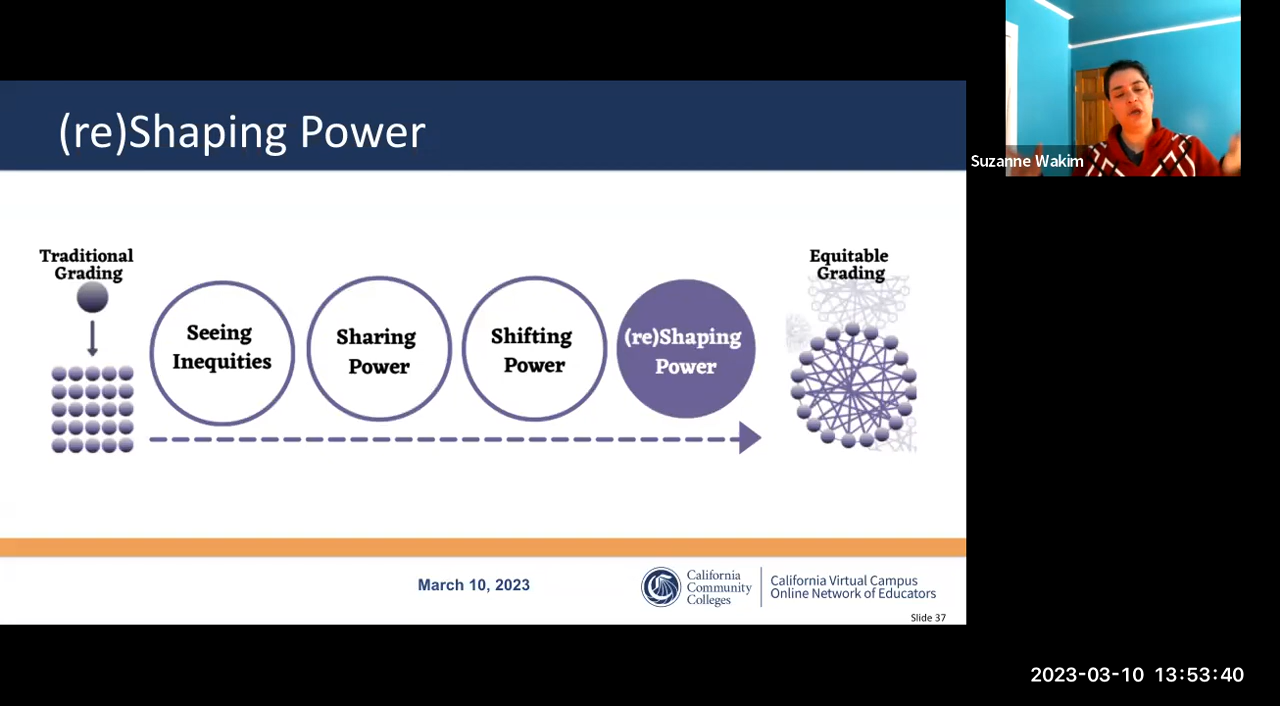 (re)Shaping Power
Suzanne Wakim
Traditional
Grading
Seeing
Inequities
Sharing
Power
Shifting
Power
(re)Shaping
Power
Equitable
Grading
March 10, 2023
California
Community
Colleges
California Virtual Campus
Online Network of Educators
Slide 37
2023-03-10 13:53:40